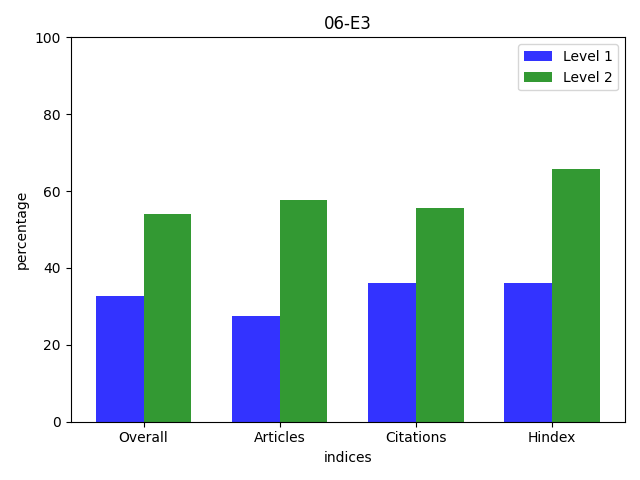 06-E3
100
80
60
40
20
0
percentage
Level 1
Level 2
Overall
Articles
Citations
Hindex
indices